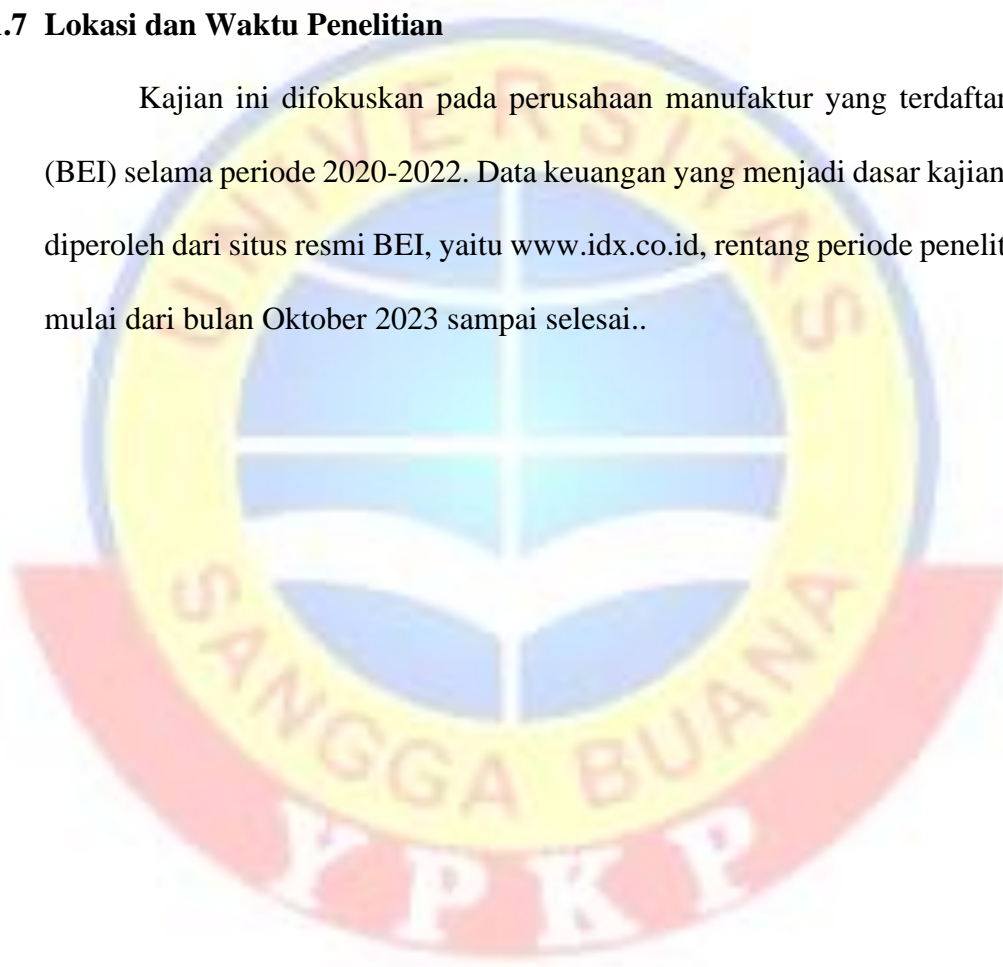 .7 Lokasi dan Waktu Penelitian
Kajian ini difokuskan pada perusahaan manufaktur yang terdaftar
(BEI) selama periode 2020-2022. Data keuangan yang menjadi dasar kajian
diperoleh dari situs resmi BEI, yaitu www.idx.co.id, rentang periode penelit
mulai dari bulan Oktober 2023 sampai selesai..
UNIVERSITAS
SANGGA BUANA
YPKP